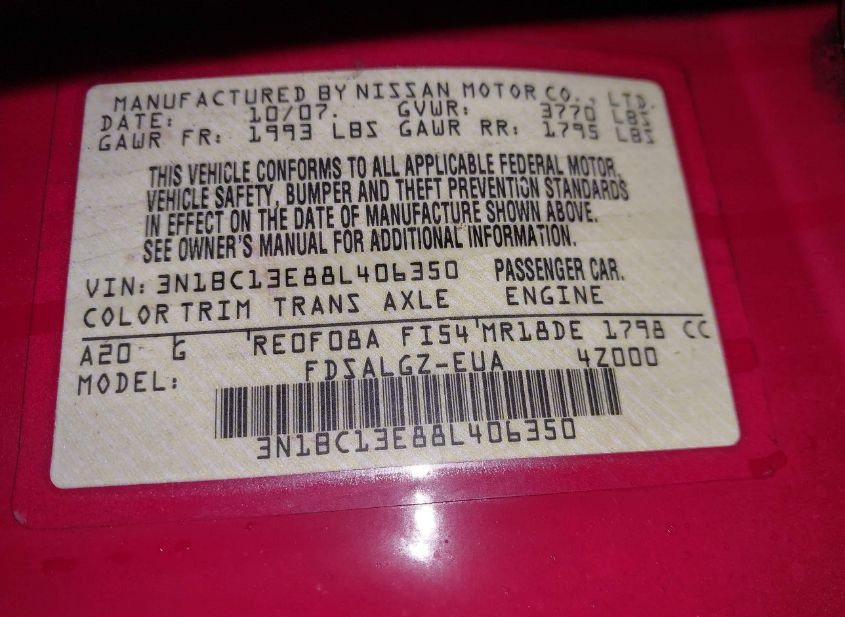 MANUFACTURED BY NISSAN MOTOR CO., LTD.
DATE: 10/07. GVWR: 3770 LBS
GAWR FR: 1993 LBS GAWR RR: 1795 LBS
THIS VEHICLE CONFORMS TO ALL APPLICABLE FEDERAL MOTOR
VEHICLE SAFETY, BUMPER AND THEFT PREVENTION STANDARDS
IN EFFECT ON THE DATE OF MANUFACTURE SHOWN ABOVE.
SEE OWNER'S MANUAL FOR ADDITIONAL INFORMATION.
VIN: 3N1BC13E88L406350 PASSENGER CAR.
COLOR TRIM TRANS AXLE ENGINE
A20 G RE0F08A FI54 MR18DE 1798 CC
MODEL: FDSALGZ-EUA 4Z000
3N1BC13E88L406350